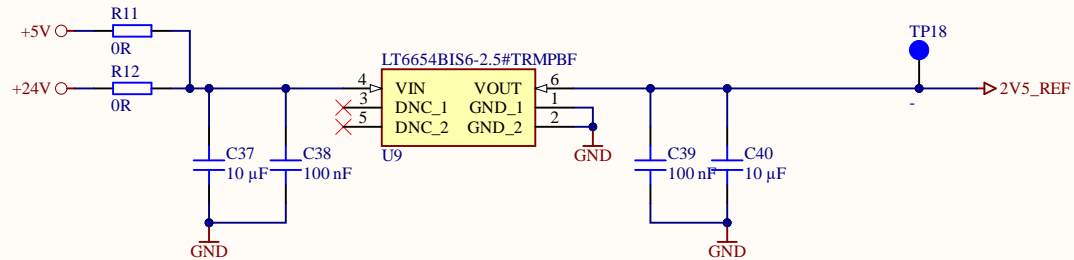 R11
+5V
0R
R12
+24V
0R
LT6654BIS6-2.5#TRMPBF
4 VIN VOUT 6
3 DNC_1 GND_1 1
5 DNC_2 GND_2 2
U9
GND
TP18
-
2V5_REF
C37
10 µF
C38
100 nF
GND
C39
100 nF
C40
10 µF
GND